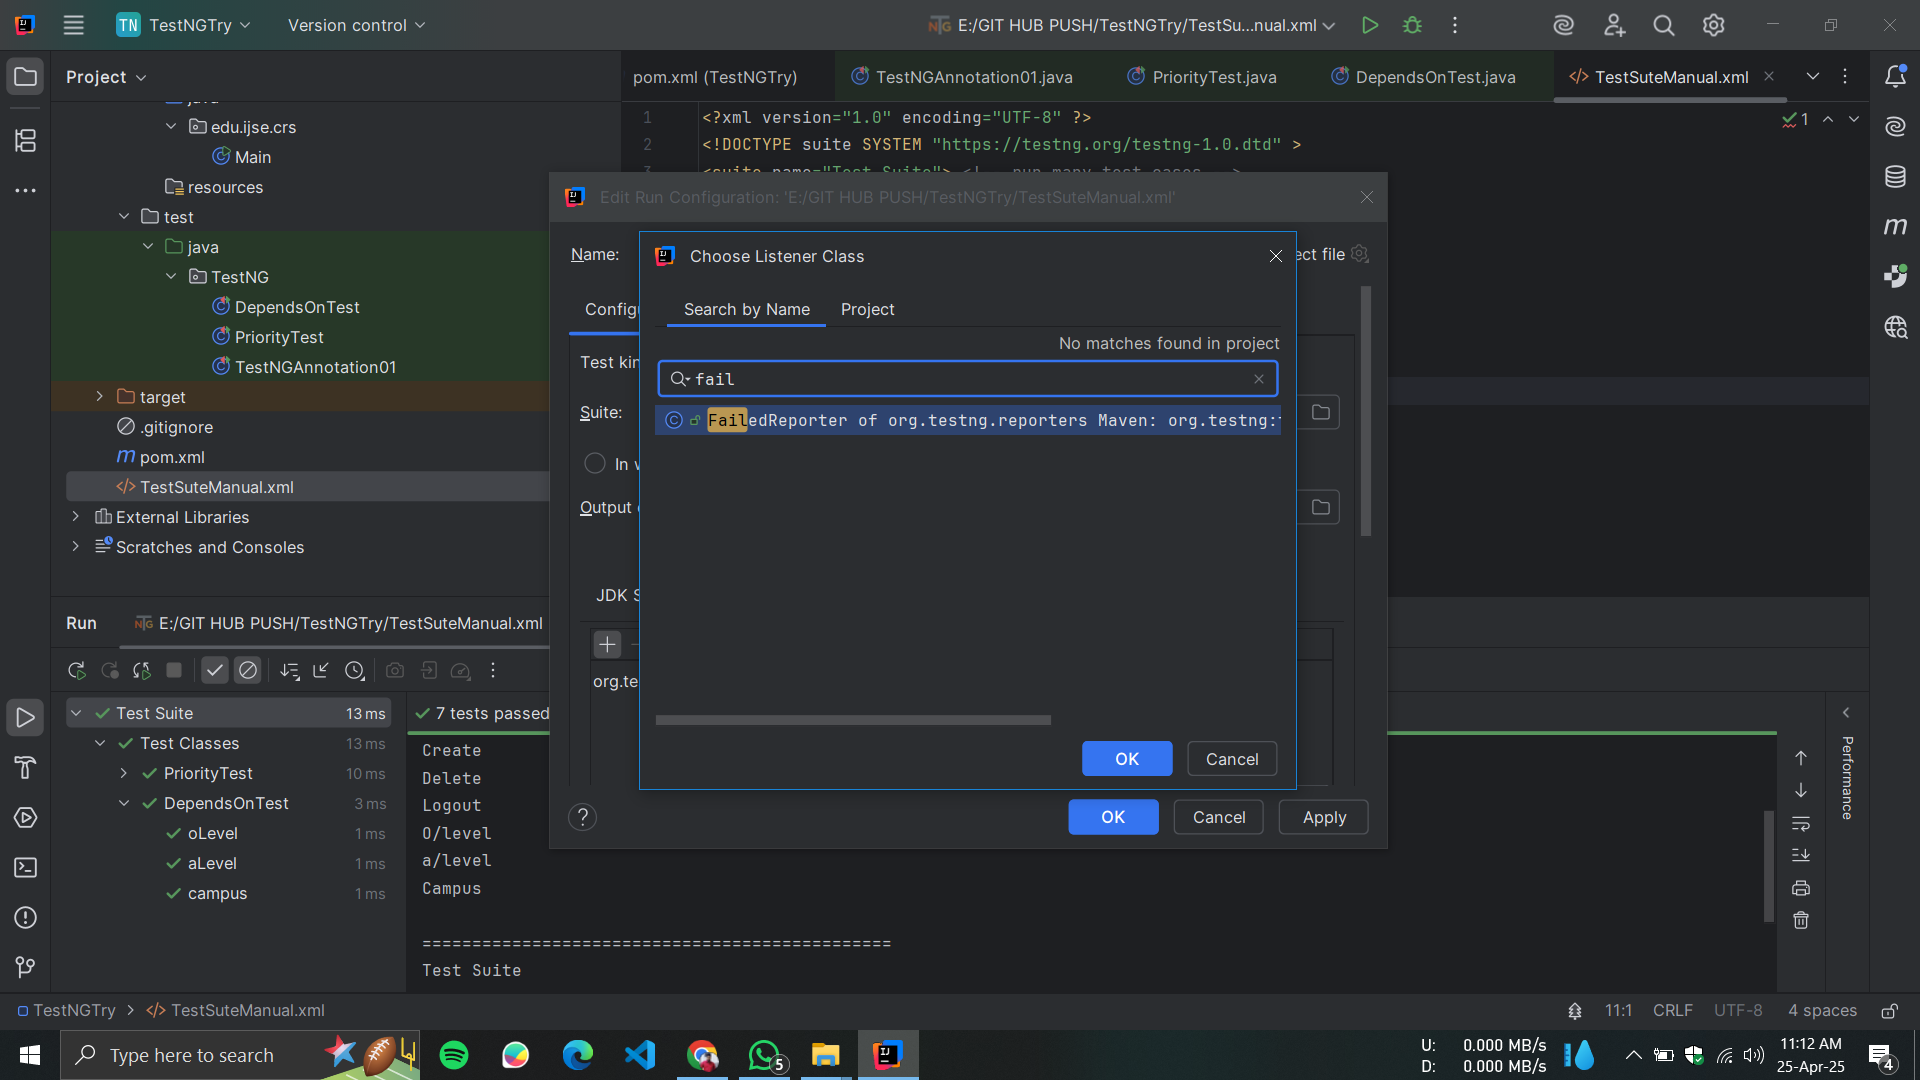 TN TestNGTry
Version control
E:/GIT HUB PUSH/TestNGTry/TestSu...nual.xml
Project
pom.xml (TestNGTry)
TestNGAnnotation01.java
PriorityTest.java
DependsOnTest.java
</> TestSuteManual.xml
edu.ijse.crs
Main
resources
test
java
TestNG
DependsOnTest
PriorityTest
TestNGAnnotation01
target
.gitignore
m pom.xml
</> TestSuteManual.xml
External Libraries
Scratches and Consoles
1 <?xml version="1.0" encoding="UTF-8" ?>
2 <!DOCTYPE suite SYSTEM "https://testng.org/testng-1.0.dtd" >
1
Edit Run Configuration: 'E:/GIT HUB PUSH/TestNGTry/TestSuteManual.xml'
Name:
ect file
Config
Test kin
Suite:
In
Output
JDK S
org.te
Choose Listener Class
Search by Name
Project
No matches found in project
fail
FailedReporter of org.testng.reporters Maven: org.testng:
OK
Cancel
OK
Cancel
Apply
?
Run
E:/GIT HUB PUSH/TestNGTry/TestSuteManual.xml
Test Suite 13 ms
Test Classes 13 ms
PriorityTest 10 ms
DependsOnTest 3 ms
oLevel 1 ms
aLevel 1 ms
campus 1 ms
7 tests passed
Create
Delete
Logout
O/level
a/level
Campus
===============================================
Test Suite
Performance
TestNGTry > </> TestSuteManual.xml
11:1 CRLF UTF-8 4 spaces
Type here to search
5
U: 0.000 MB/s
D: 0.000 MB/s
11:12 AM
25-Apr-25
4